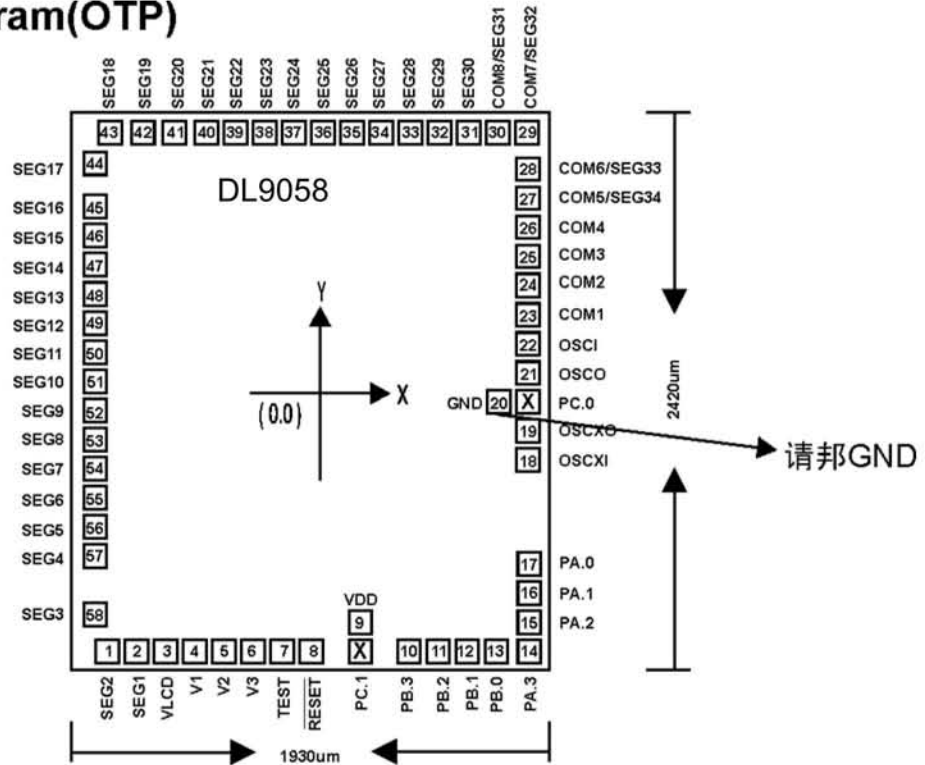 ram(OTP)
SEG18
SEG19
SEG20
SEG21
SEG22
SEG23
SEG24
SEG25
SEG26
SEG27
SEG28
SEG29
SEG30
COM8/SEG31
COM7/SEG32
43 42 41 40 39 38 37 36 35 34 33 32 31 30 29
SEG17 44
28 COM6/SEG33
DL9058
27 COM5/SEG34
SEG16 45
26 COM4
SEG15 46
25 COM3
SEG14 47
24 COM2
SEG13 48
Y
23 COM1
SEG12 49
22 OSCI
SEG11 50
21 OSCO
SEG10 51
X
(0.0)
GND 20 X PC.0
2420um
SEG9 52
19 OSCXO
SEG8 53
请邦GND
18 OSCXI
SEG7 54
SEG6 55
SEG5 56
SEG4 57
17 PA.0
16 PA.1
SEG3 58
VDD
9
15 PA.2
1 2 3 4 5 6 7 8 X 10 11 12 13 14
SEG2
SEG1
VLCD
V1
V2
V3
TEST
RESET
PC.1
PB.3
PB.2
PB.1
PB.0
PA.3
1930um